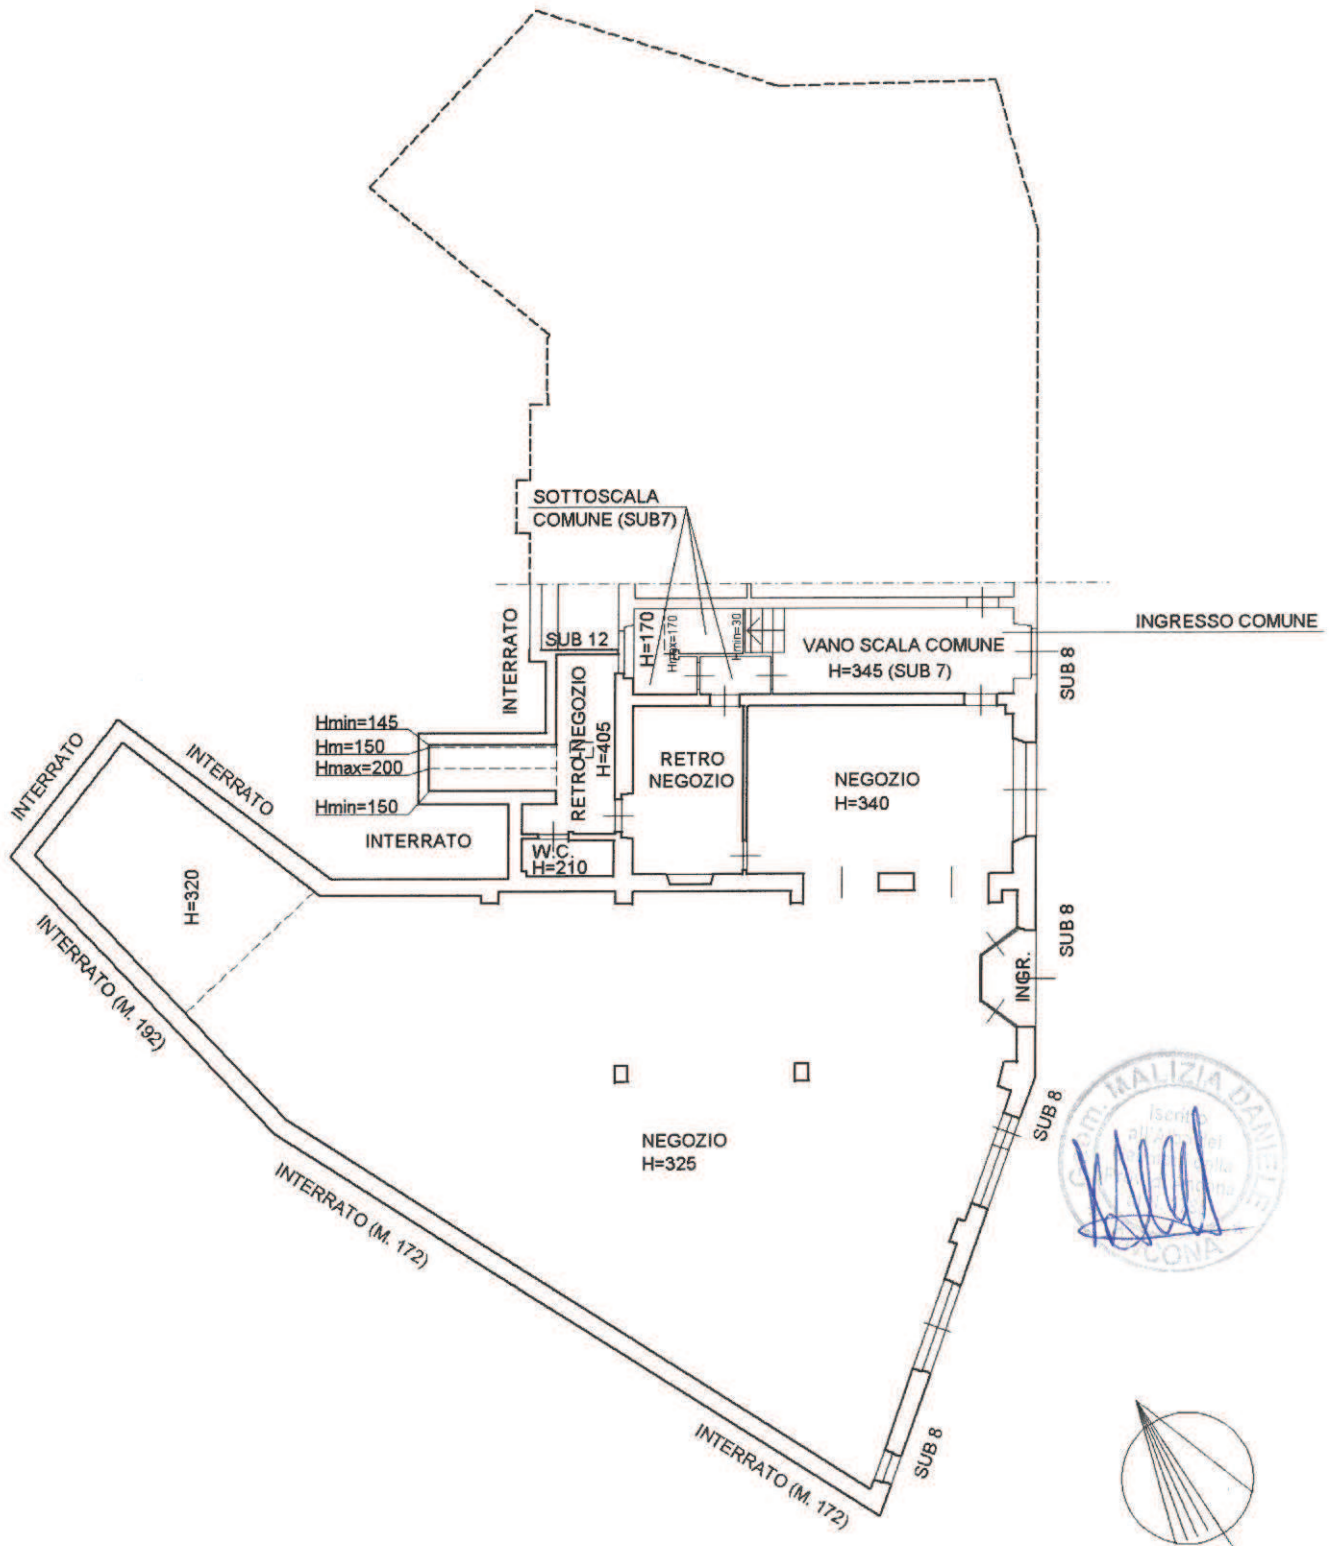 SOTTOSCALA
COMUNE (SUB7)
INGRESSO COMUNE
INTERRATO
SUB 12
H=170
Hmax=170
Hmin=30
VANO SCALA COMUNE
H=345 (SUB 7)
SUB 8
Hmin=145
Hm=150
Hmax=200
Hmin=150
RETRO-NEGOZIO
H=405
RETRO
NEGOZIO
NEGOZIO
H=340
INTERRATO
INTERRATO
INTERRATO
W.C.
H=210
H=320
SUB 8
INGR.
INTERRATO (M. 192)
NEGOZIO
H=325
SUB 8
INTERRATO (M. 172)
SUB 8
INTERRATO (M. 172)
MALIZIA DANIELE